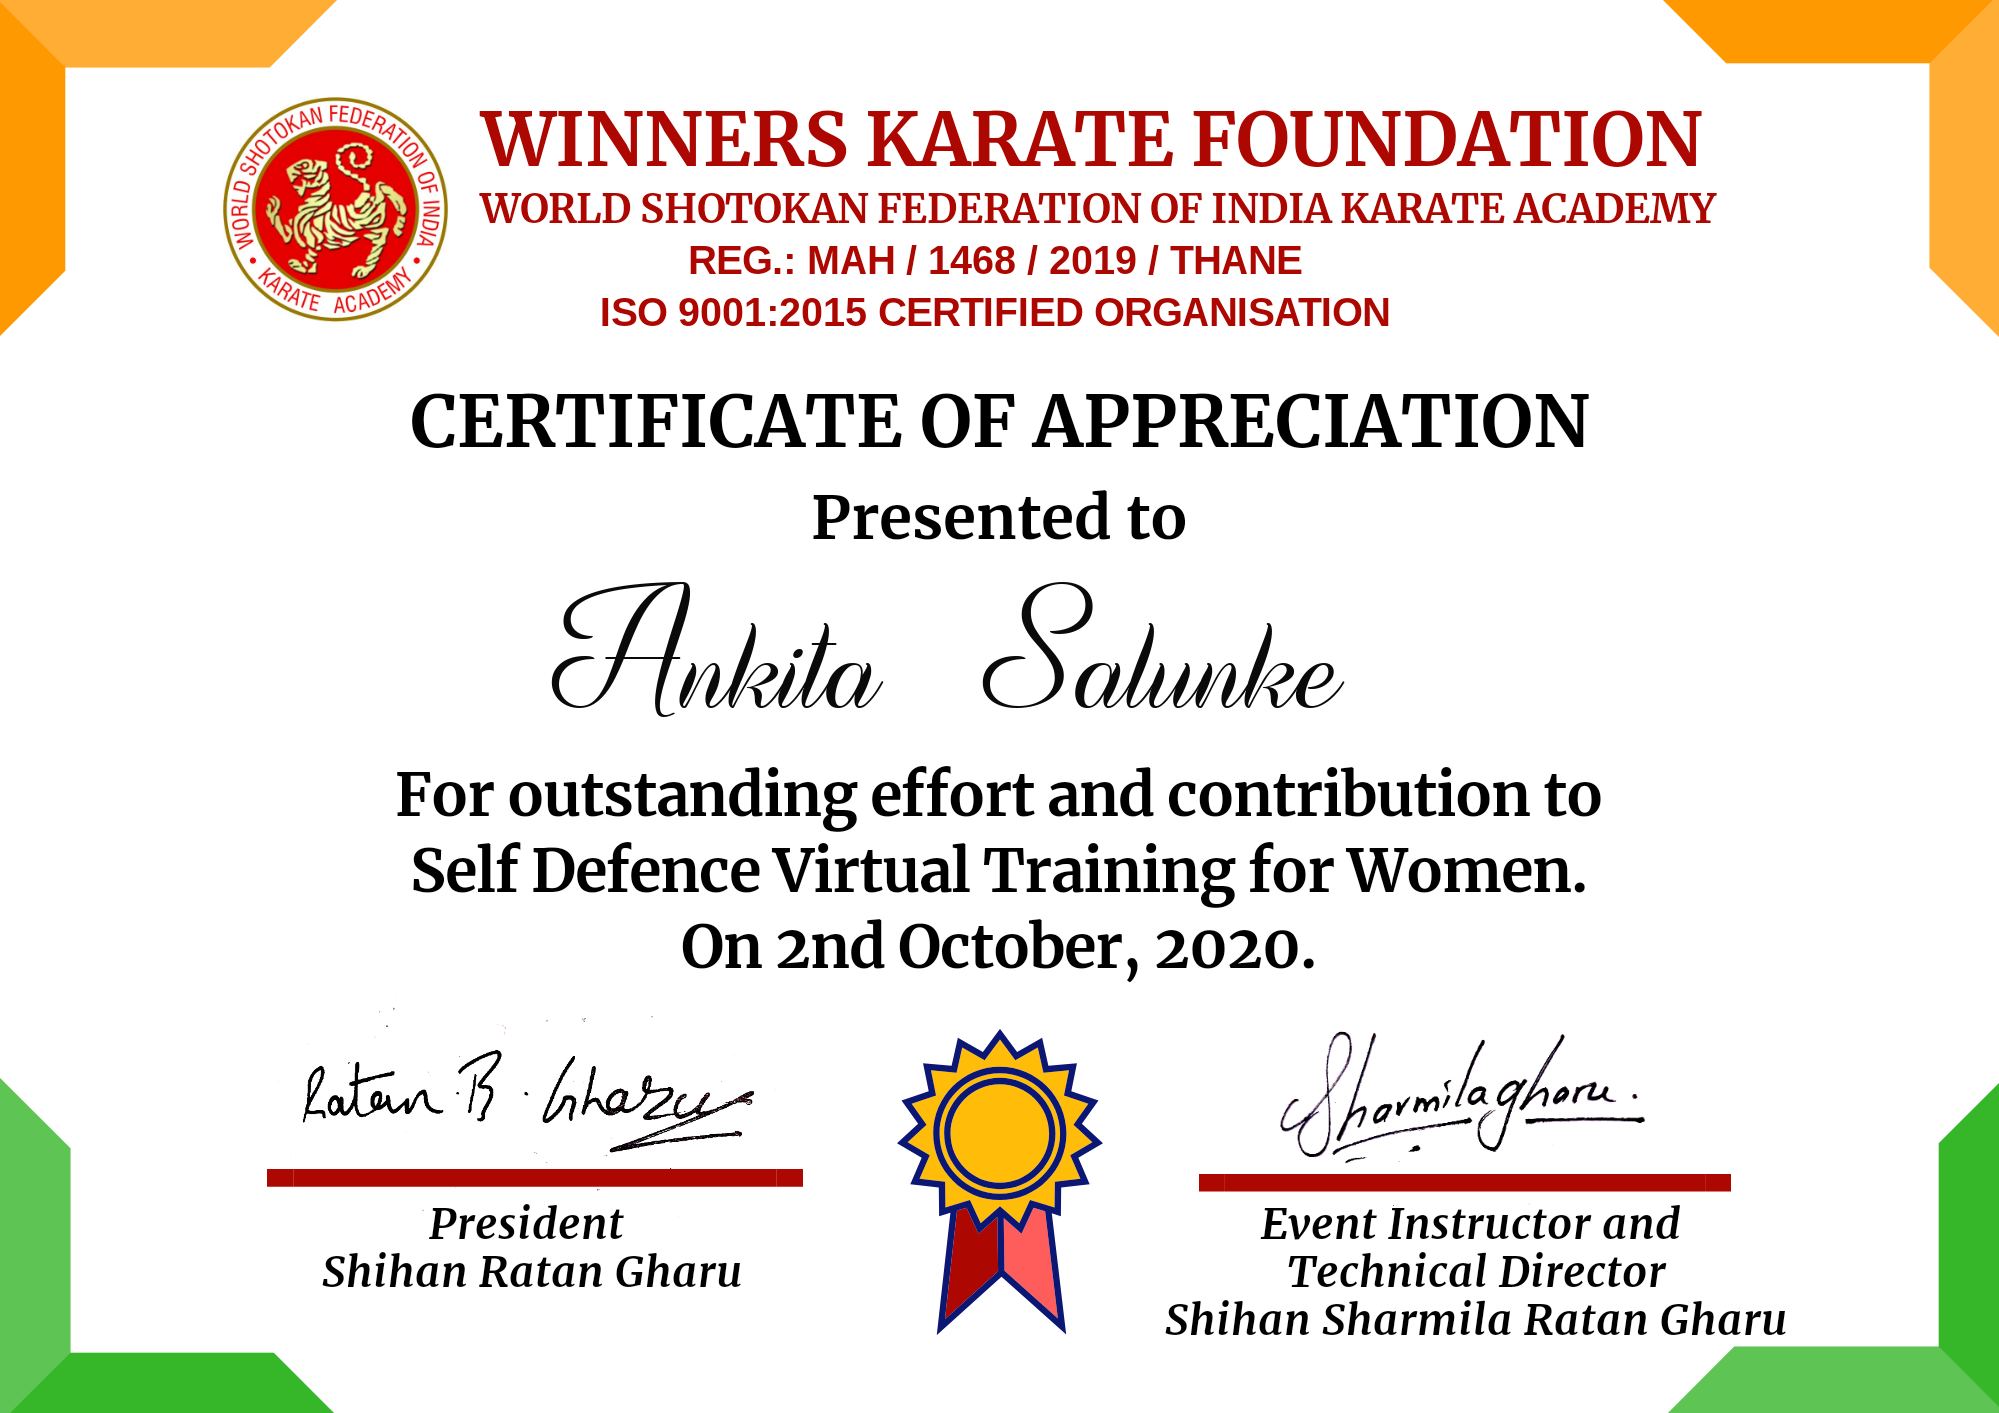 WORLD SHOTOKAN FEDERATION OF INDIA
• KARATE ACADEMY •
WINNERS KARATE FOUNDATION
WORLD SHOTOKAN FEDERATION OF INDIA KARATE ACADEMY
REG.: MAH / 1468 / 2019 / THANE
ISO 9001:2015 CERTIFIED ORGANISATION
CERTIFICATE OF APPRECIATION
Presented to
Ankita Salunke
For outstanding effort and contribution to
Self Defence Virtual Training for Women.
On 2nd October, 2020.
Ratan B. Gharu
Sharmilagharu.
President
Shihan Ratan Gharu
Event Instructor and
Technical Director
Shihan Sharmila Ratan Gharu